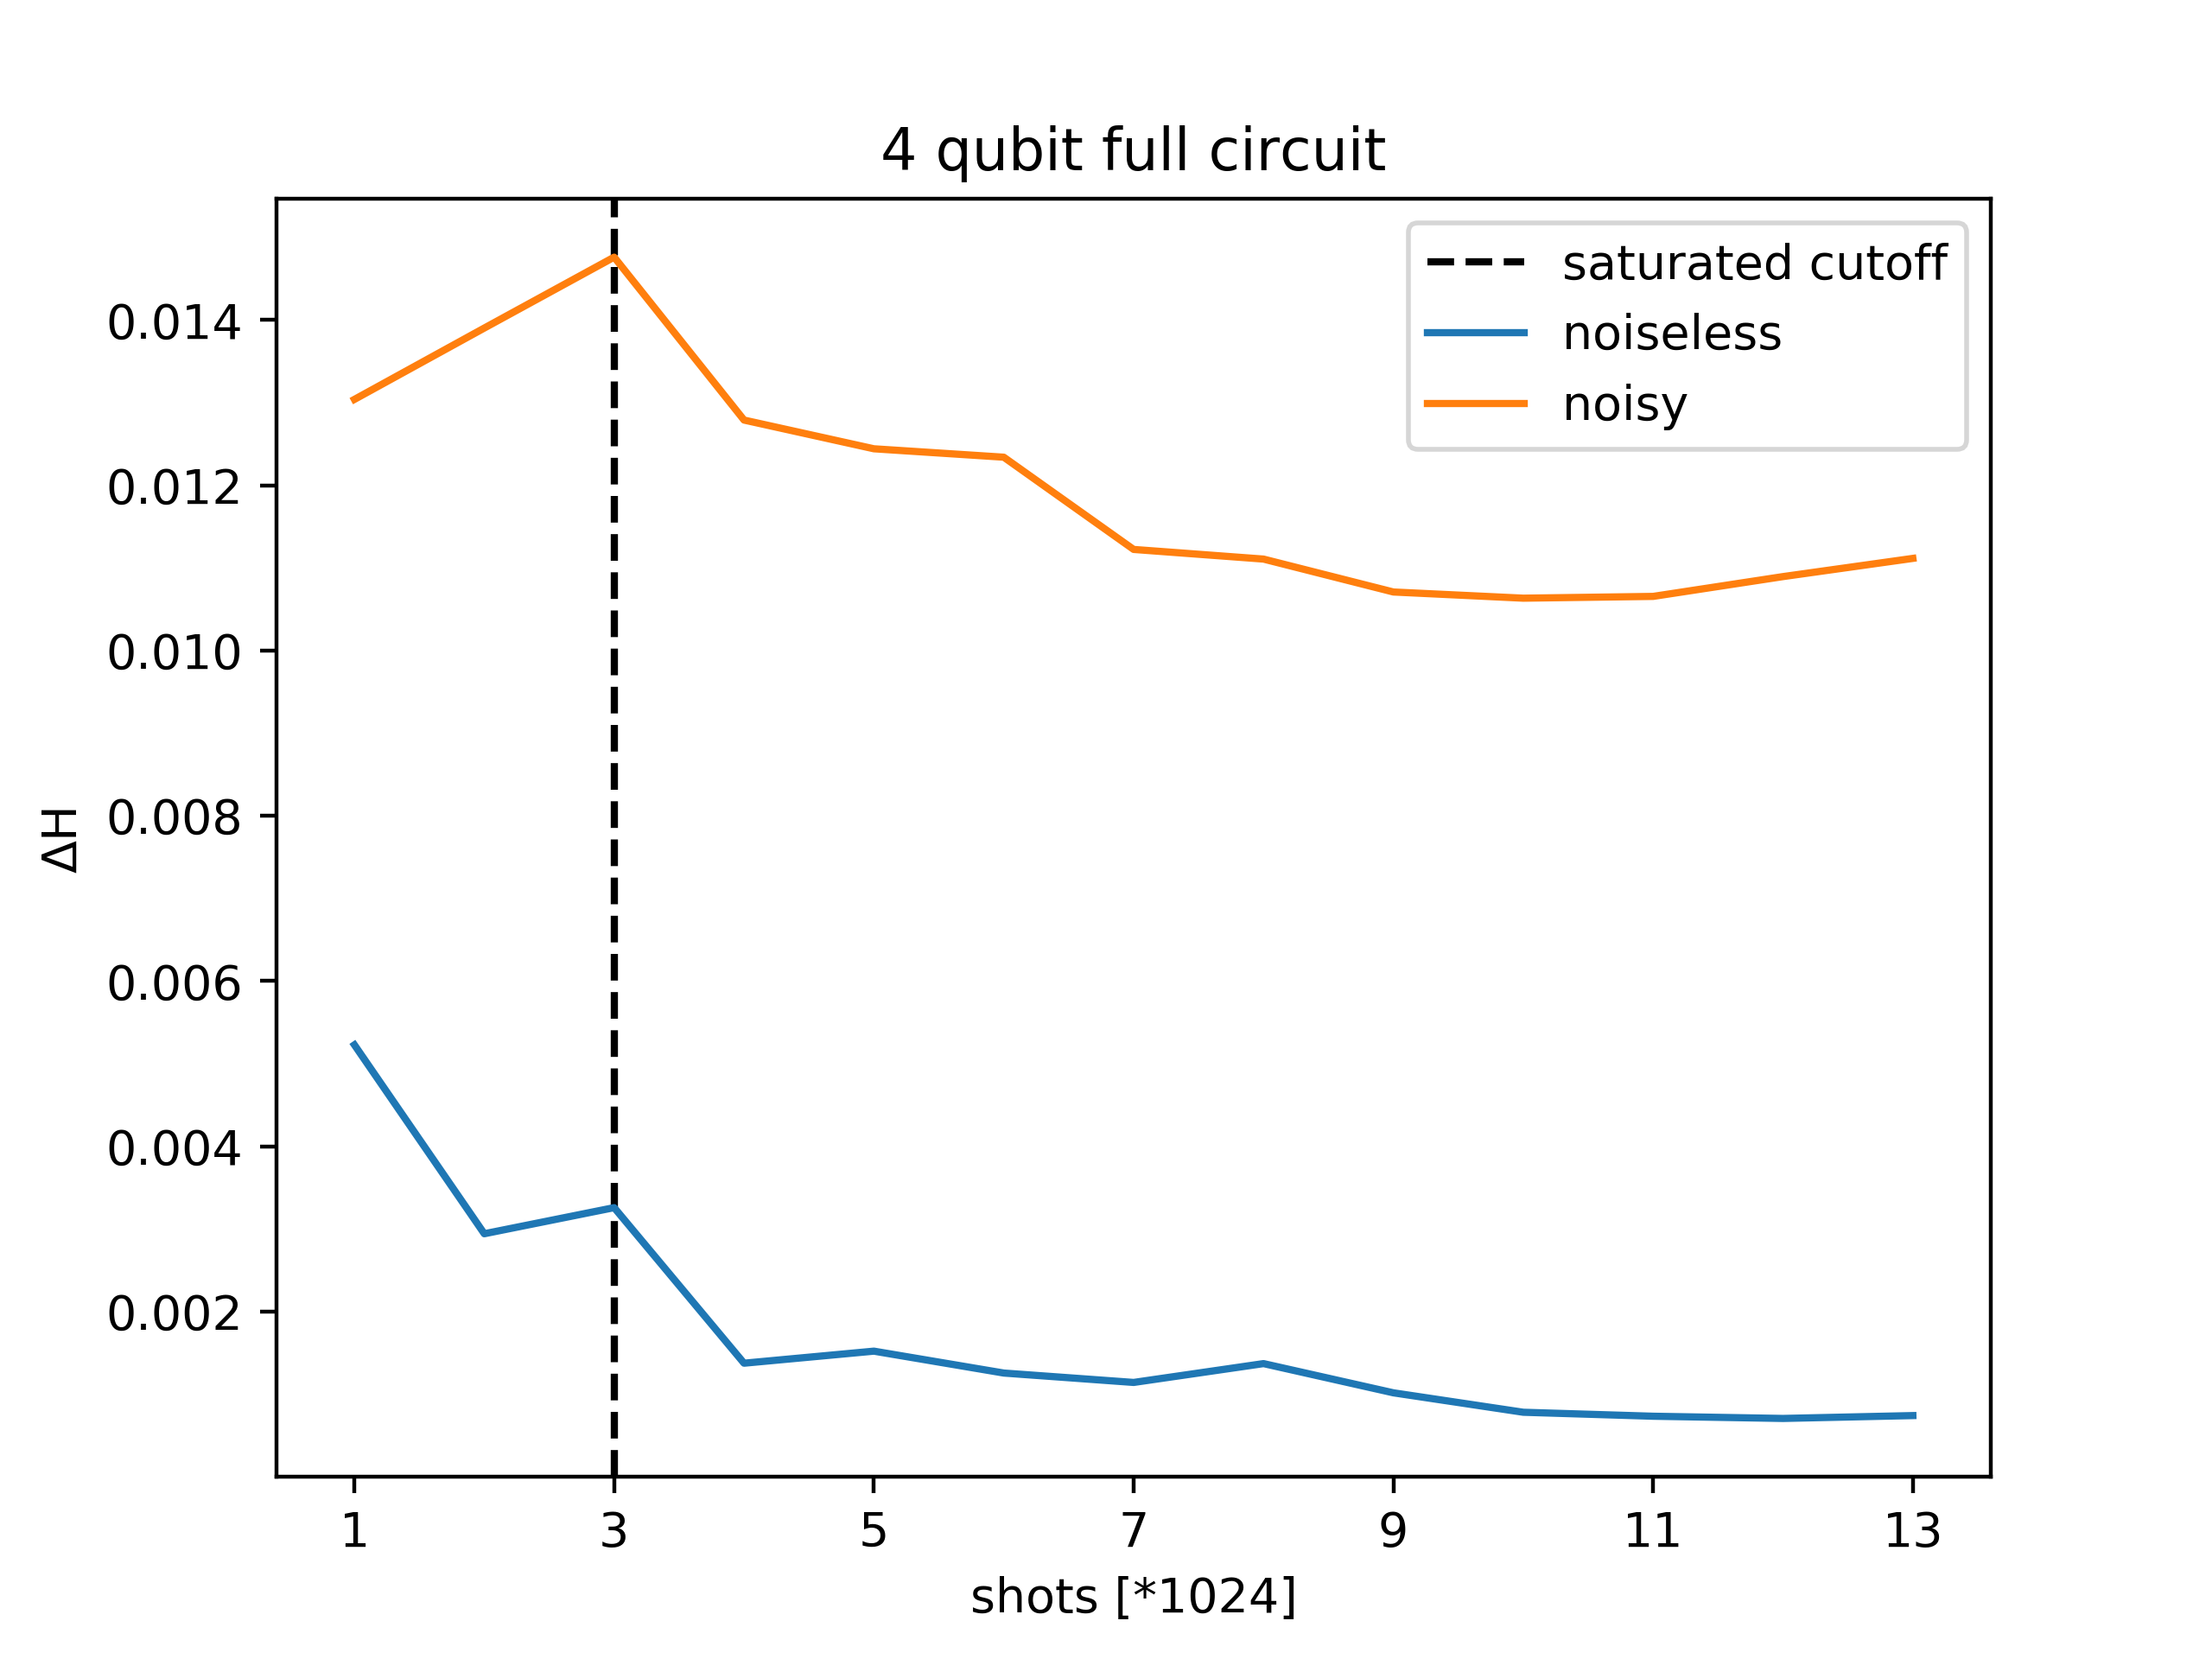 4 qubit full circuit
saturated cutoff
noiseless
noisy
0.014
0.012
0.010
0.008
0.006
0.004
0.002
ΔH
1 3 5 7 9 11 13
shots [*1024]